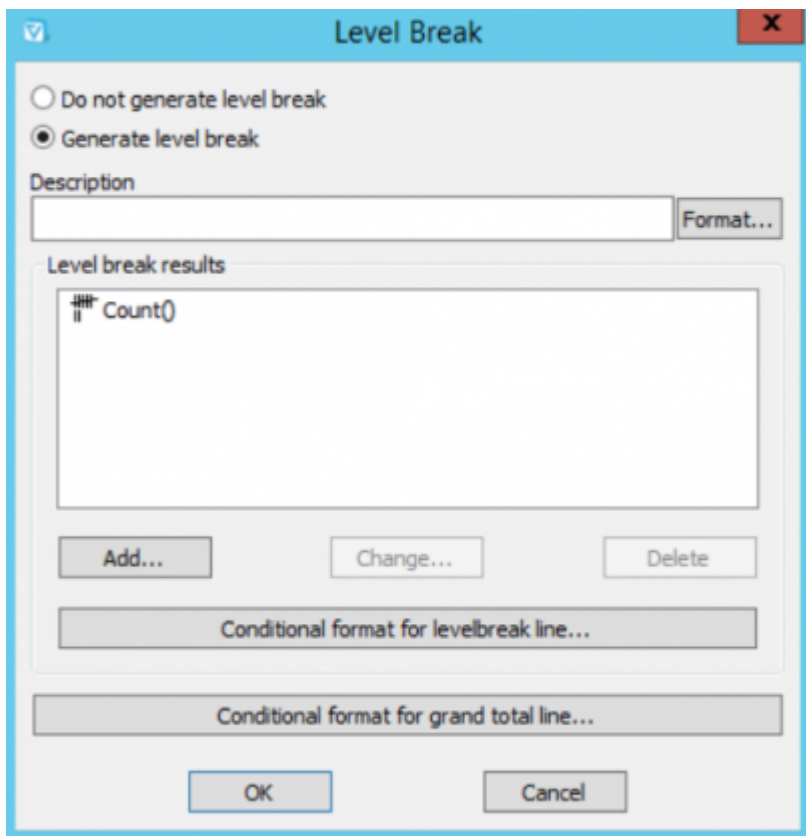 Level Break
x
Do not generate level break
Generate level break
Description
Format...
Level break results
Count()
Add...
Change...
Delete
Conditional format for levelbreak line...
Conditional format for grand total line...
OK
Cancel